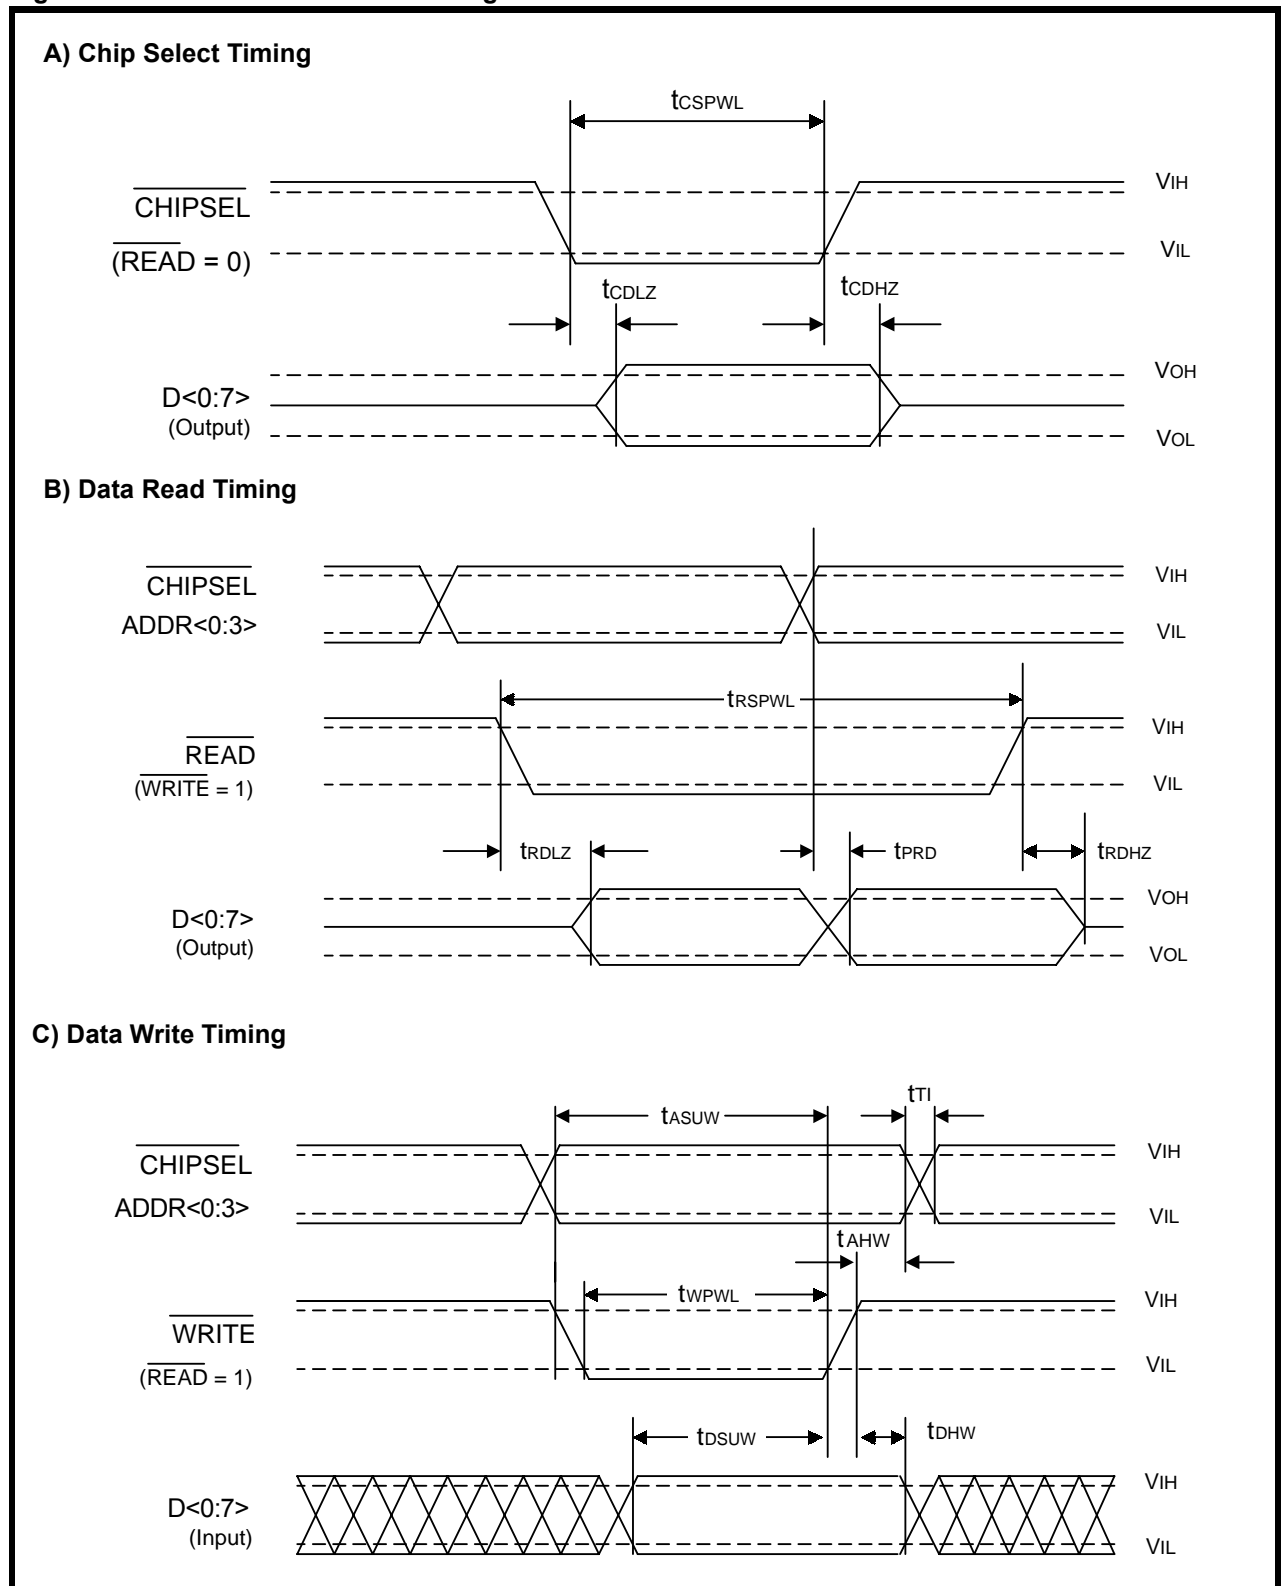 A) Chip Select Timing
tCSPWL
CHIPSEL
VIH
(READ = 0)
VIL
tCDLZ
tCDHZ
VOH
D<0:7>
(Output)
VOL
B) Data Read Timing
CHIPSEL
VIH
ADDR<0:3>
VIL
tRSPWL
READ
VIH
(WRITE = 1)
VIL
tRDLZ
tPRD
tRDHZ
VOH
D<0:7>
(Output)
VOL
C) Data Write Timing
tTI
tASUW
CHIPSEL
VIH
ADDR<0:3>
VIL
tAHW
tWPWL
VIH
WRITE
(READ = 1)
VIL
tDSUW
tDHW
VIH
D<0:7>
(Input)
VIL